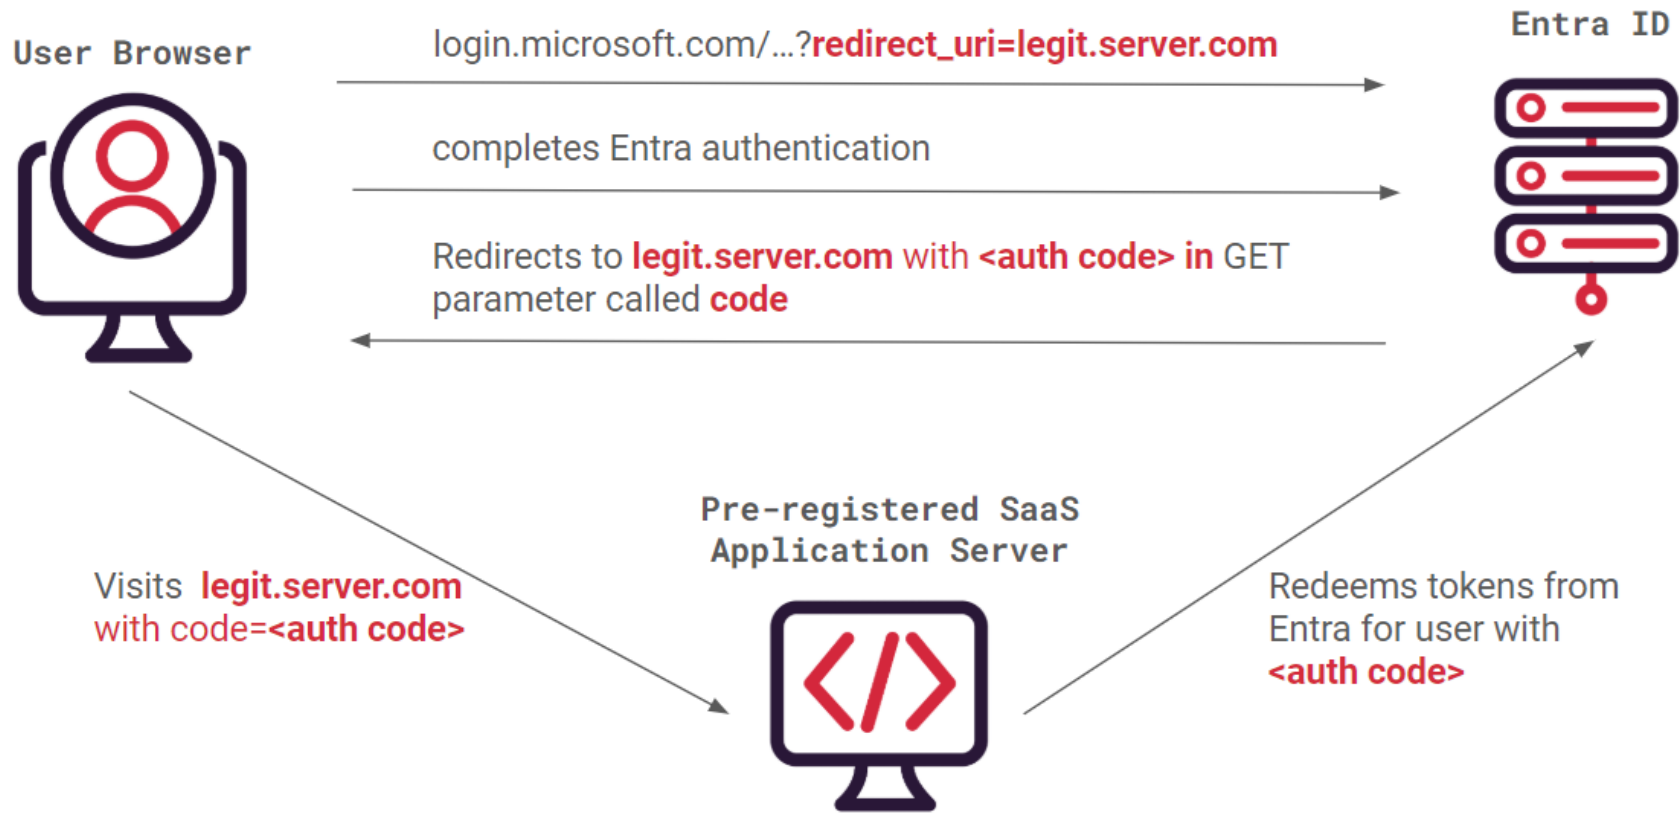 User Browser
login.microsoft.com/...?redirect_uri=legit.server.com
Entra ID
completes Entra authentication
Redirects to legit.server.com with <auth code> in GET
parameter called code
Pre-registered SaaS
Application Server
Visits legit.server.com
with code=<auth code>
Redeems tokens from
Entra for user with
<auth code>